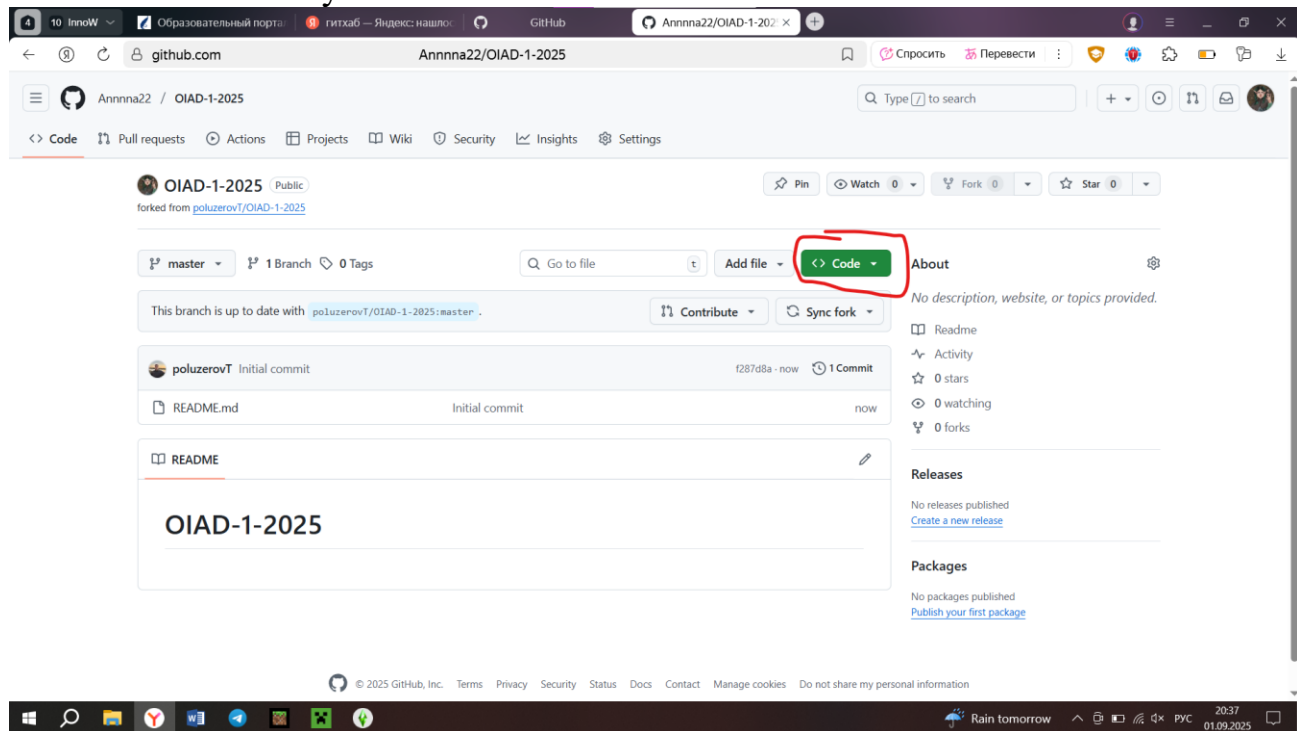 4 10 InnoW Образовательный порта гитхаб — Яндекс: нашлос GitHub Annnna22/OIAD-1-202
github.com Annnna22/OIAD-1-2025 Спросить Перевести
Annnna22 / OIAD-1-2025 Type / to search
Code Pull requests Actions Projects Wiki Security Insights Settings
OIAD-1-2025 Public Pin Watch 0 Fork 0 Star 0
forked from poluzerovT/OIAD-1-2025
master 1 Branch 0 Tags Go to file t Add file <> Code About
No description, website, or topics provided.
This branch is up to date with poluzerovT/OIAD-1-2025:master . Contribute Sync fork
Readme
Activity
poluzerovT Initial commit f287d8a · now 1 Commit
0 stars
README.md Initial commit now
0 watching
0 forks
README
Releases
No releases published
Create a new release
OIAD-1-2025
Packages
No packages published
Publish your first package
© 2025 GitHub, Inc. Terms Privacy Security Status Docs Contact Manage cookies Do not share my personal information
Rain tomorrow РУС 20:37
01.09.2025